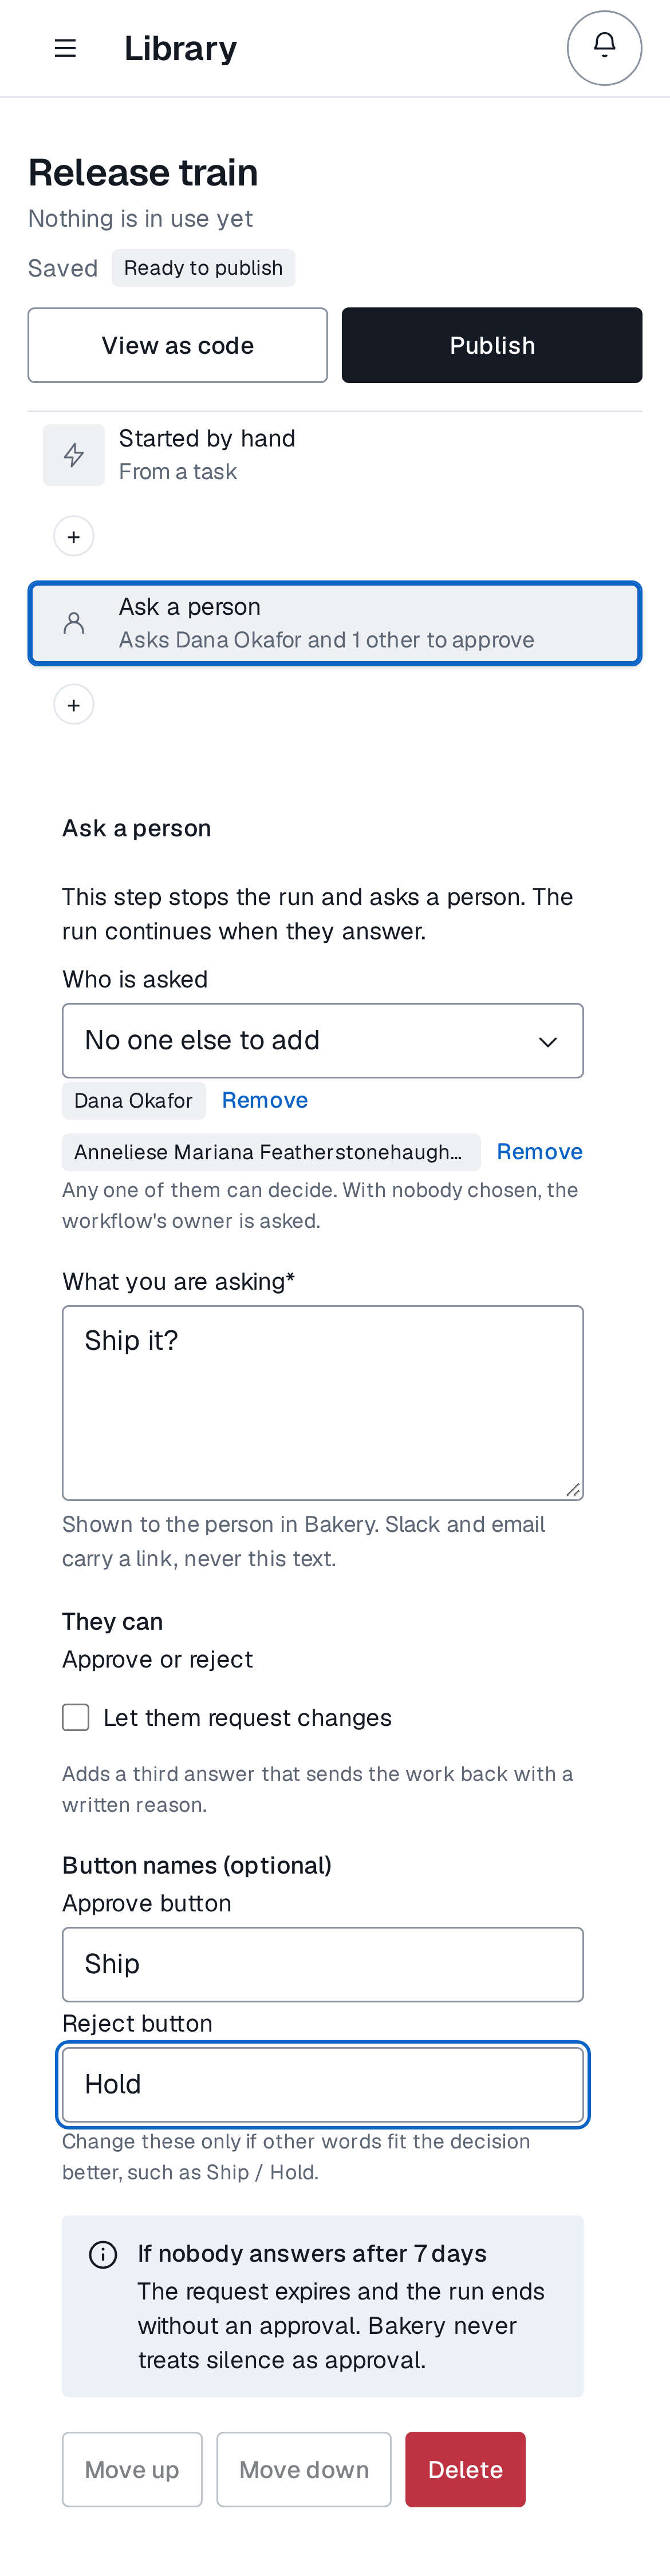 Library
Release train
Nothing is in use yet
Saved
Ready to publish
View as code
Publish
Started by hand
From a task
+
Ask a person
Asks Dana Okafor and 1 other to approve
+
Ask a person
This step stops the run and asks a person. The
run continues when they answer.
Who is asked
No one else to add
Dana Okafor
Remove
Anneliese Mariana Featherstonehaugh...
Remove
Any one of them can decide. With nobody chosen, the
workflow's owner is asked.
What you are asking*
Ship it?
Shown to the person in Bakery. Slack and email
carry a link, never this text.
They can
Approve or reject
Let them request changes
Adds a third answer that sends the work back with a
written reason.
Button names (optional)
Approve button
Ship
Reject button
Hold
Change these only if other words fit the decision
better, such as Ship / Hold.
If nobody answers after 7 days
The request expires and the run ends
without an approval. Bakery never
treats silence as approval.
Move up
Move down
Delete